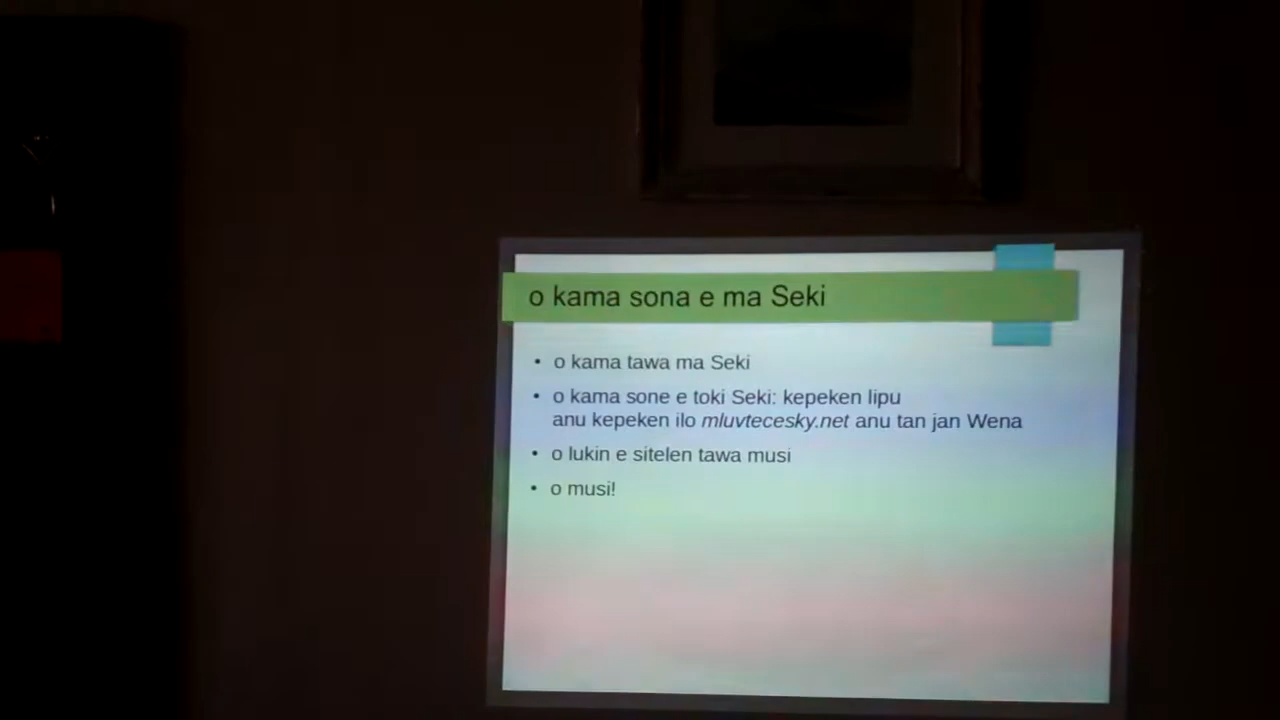 o kama sona e ma Seki
• o kama tawa ma Seki
• o kama sone e toki Seki: kepeken lipu
anu kepeken ilo mluvtecesky.net anu tan jan Wena
• o lukin e sitelen tawa musi
• o musi!